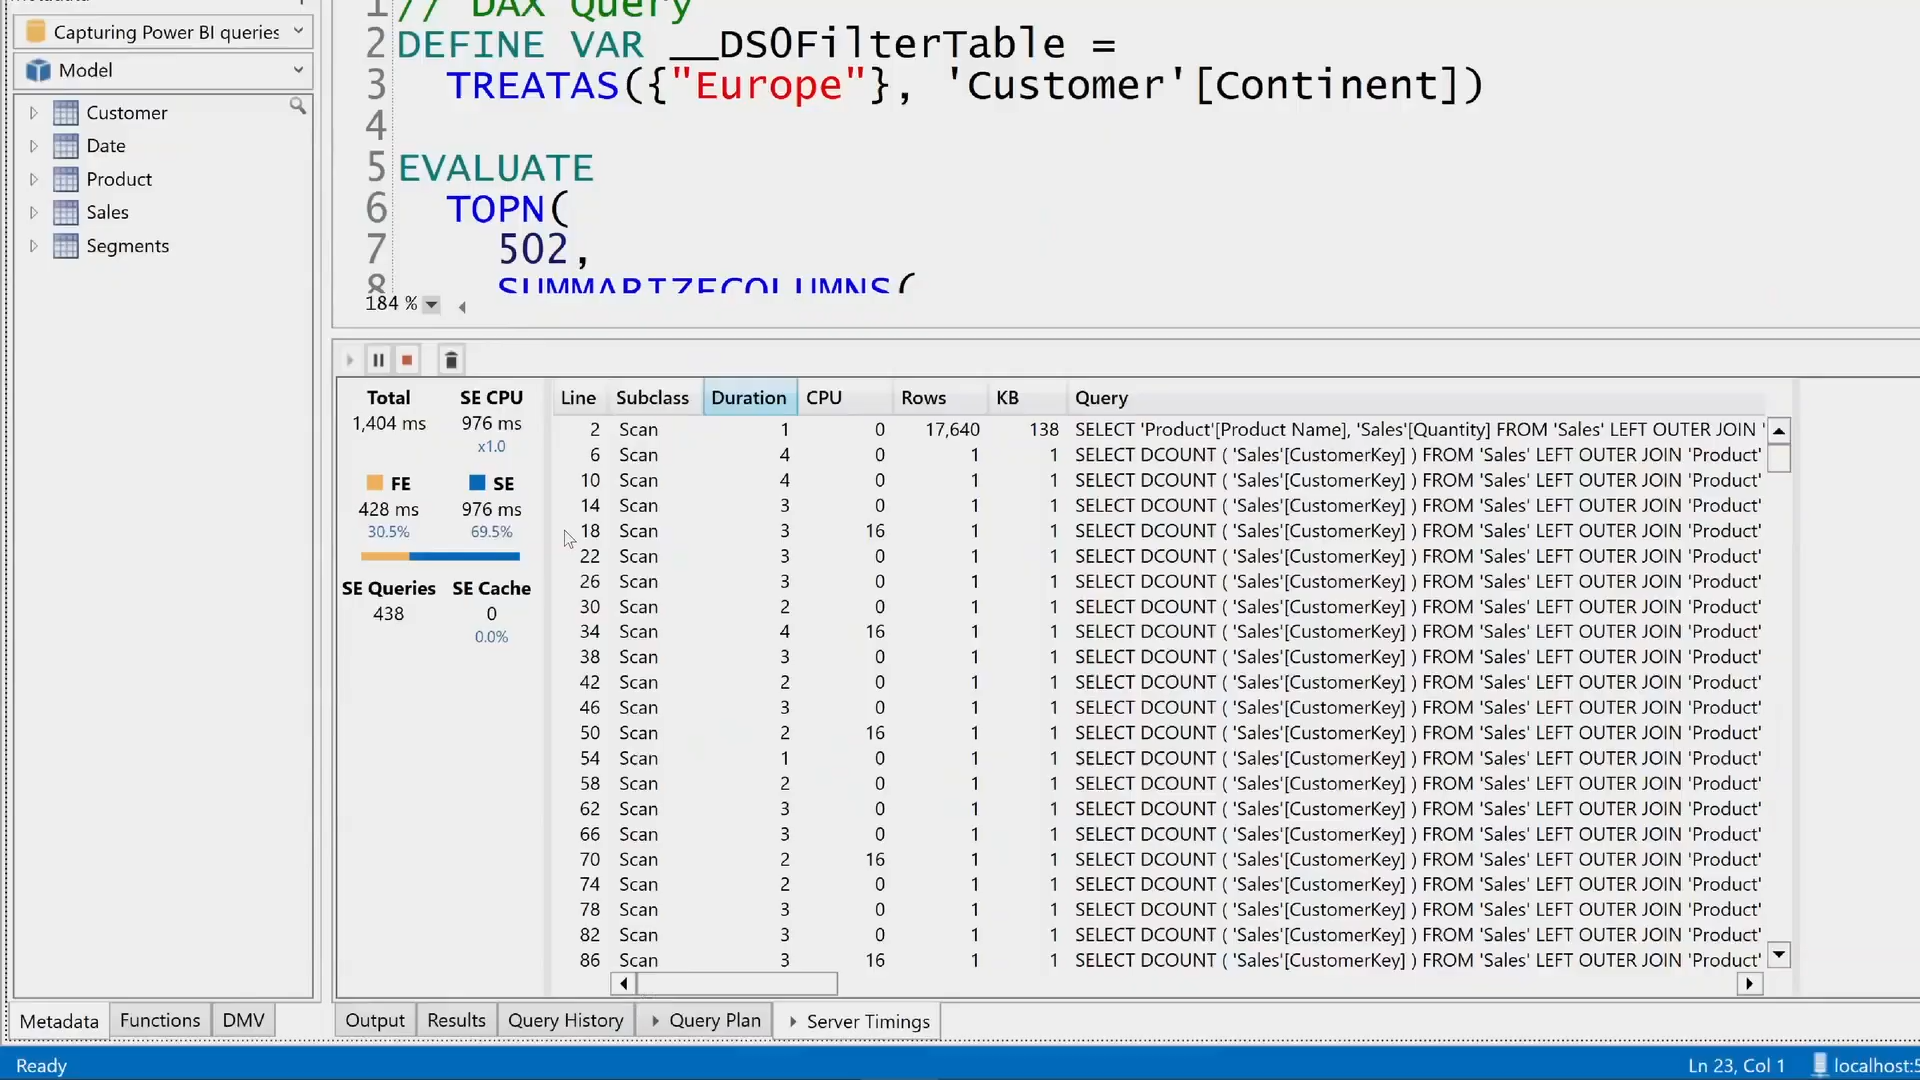 Capturing Power BI queries
Model
Customer
Date
Product
Sales
Segments
Metadata
Functions
DMV
1 // DAX Query
2 DEFINE VAR __DS0FilterTable =
3 TREATAS({"Europe"}, 'Customer'[Continent])
4
5 EVALUATE
6 TOPN(
7 502,
8 SUMMARIZECOLUMNS(
184 %
Total SE CPU
1,404 ms 976 ms
x1.0
FE SE
428 ms 976 ms
30.5% 69.5%
SE Queries SE Cache
438 0
0.0%
Line Subclass Duration CPU Rows KB Query
2 Scan 1 0 17,640 138 SELECT 'Product'[Product Name], 'Sales'[Quantity] FROM 'Sales' LEFT OUTER JOIN '
6 Scan 4 0 1 1 SELECT DCOUNT ( 'Sales'[CustomerKey] ) FROM 'Sales' LEFT OUTER JOIN 'Product'
10 Scan 4 0 1 1 SELECT DCOUNT ( 'Sales'[CustomerKey] ) FROM 'Sales' LEFT OUTER JOIN 'Product'
14 Scan 3 0 1 1 SELECT DCOUNT ( 'Sales'[CustomerKey] ) FROM 'Sales' LEFT OUTER JOIN 'Product'
18 Scan 3 16 1 1 SELECT DCOUNT ( 'Sales'[CustomerKey] ) FROM 'Sales' LEFT OUTER JOIN 'Product'
22 Scan 3 0 1 1 SELECT DCOUNT ( 'Sales'[CustomerKey] ) FROM 'Sales' LEFT OUTER JOIN 'Product'
26 Scan 3 0 1 1 SELECT DCOUNT ( 'Sales'[CustomerKey] ) FROM 'Sales' LEFT OUTER JOIN 'Product'
30 Scan 2 0 1 1 SELECT DCOUNT ( 'Sales'[CustomerKey] ) FROM 'Sales' LEFT OUTER JOIN 'Product'
34 Scan 4 16 1 1 SELECT DCOUNT ( 'Sales'[CustomerKey] ) FROM 'Sales' LEFT OUTER JOIN 'Product'
38 Scan 3 0 1 1 SELECT DCOUNT ( 'Sales'[CustomerKey] ) FROM 'Sales' LEFT OUTER JOIN 'Product'
42 Scan 2 0 1 1 SELECT DCOUNT ( 'Sales'[CustomerKey] ) FROM 'Sales' LEFT OUTER JOIN 'Product'
46 Scan 3 0 1 1 SELECT DCOUNT ( 'Sales'[CustomerKey] ) FROM 'Sales' LEFT OUTER JOIN 'Product'
50 Scan 2 16 1 1 SELECT DCOUNT ( 'Sales'[CustomerKey] ) FROM 'Sales' LEFT OUTER JOIN 'Product'
54 Scan 1 0 1 1 SELECT DCOUNT ( 'Sales'[CustomerKey] ) FROM 'Sales' LEFT OUTER JOIN 'Product'
58 Scan 2 0 1 1 SELECT DCOUNT ( 'Sales'[CustomerKey] ) FROM 'Sales' LEFT OUTER JOIN 'Product'
62 Scan 3 0 1 1 SELECT DCOUNT ( 'Sales'[CustomerKey] ) FROM 'Sales' LEFT OUTER JOIN 'Product'
66 Scan 3 0 1 1 SELECT DCOUNT ( 'Sales'[CustomerKey] ) FROM 'Sales' LEFT OUTER JOIN 'Product'
70 Scan 2 16 1 1 SELECT DCOUNT ( 'Sales'[CustomerKey] ) FROM 'Sales' LEFT OUTER JOIN 'Product'
74 Scan 2 0 1 1 SELECT DCOUNT ( 'Sales'[CustomerKey] ) FROM 'Sales' LEFT OUTER JOIN 'Product'
78 Scan 3 0 1 1 SELECT DCOUNT ( 'Sales'[CustomerKey] ) FROM 'Sales' LEFT OUTER JOIN 'Product'
82 Scan 3 0 1 1 SELECT DCOUNT ( 'Sales'[CustomerKey] ) FROM 'Sales' LEFT OUTER JOIN 'Product'
86 Scan 3 16 1 1 SELECT DCOUNT ( 'Sales'[CustomerKey] ) FROM 'Sales' LEFT OUTER JOIN 'Product'
Output Results Query History Query Plan Server Timings
Ready Ln 23, Col 1 localhost:5